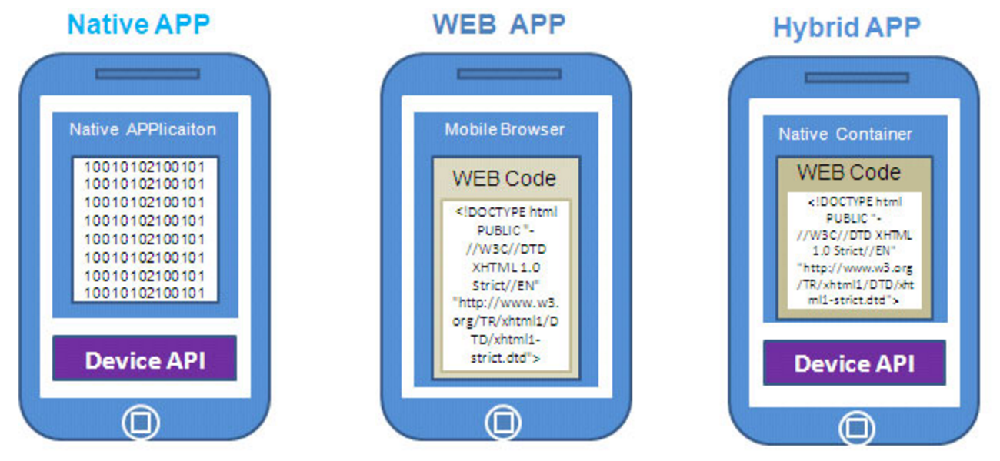 Native APP
Native APPlicaiton
10010102100101
10010102100101
10010102100101
10010102100101
10010102100101
10010102100101
10010102100101
10010102100101
Device API
WEB APP
Mobile Browser
WEB Code
<!DOCTYPE html
PUBLIC "-
//W3C//DTD
XHTML 1.0
Strict//EN"
"http://www.w3.
org/TR/xhtml1/D
TD/xhtml1-
strict.dtd">
Hybrid APP
Native Container
WEB Code
<!DOCTYPE html
PUBLIC "-
//W3C//DTD XHTML
1.0 Strict//EN"
"http://www.w3.org
/TR/xhtml1/DTD/xht
ml1-strict.dtd">
Device API